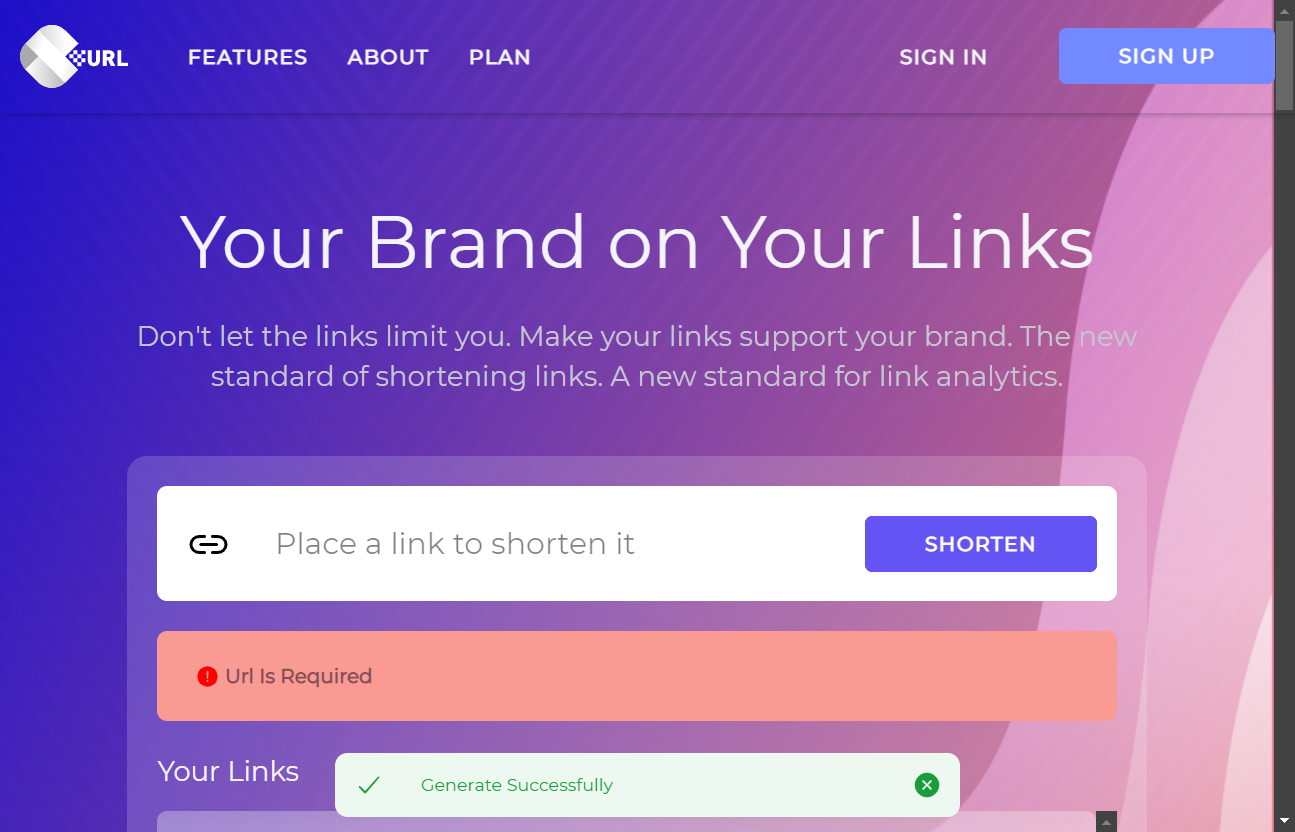 URL
FEATURES
ABOUT
PLAN
SIGN IN
SIGN UP
Your Brand on Your Links
Don't let the links limit you. Make your links support your brand. The new
standard of shortening links. A new standard for link analytics.
Place a link to shorten it
SHORTEN
Url Is Required
Your Links
Generate Successfully